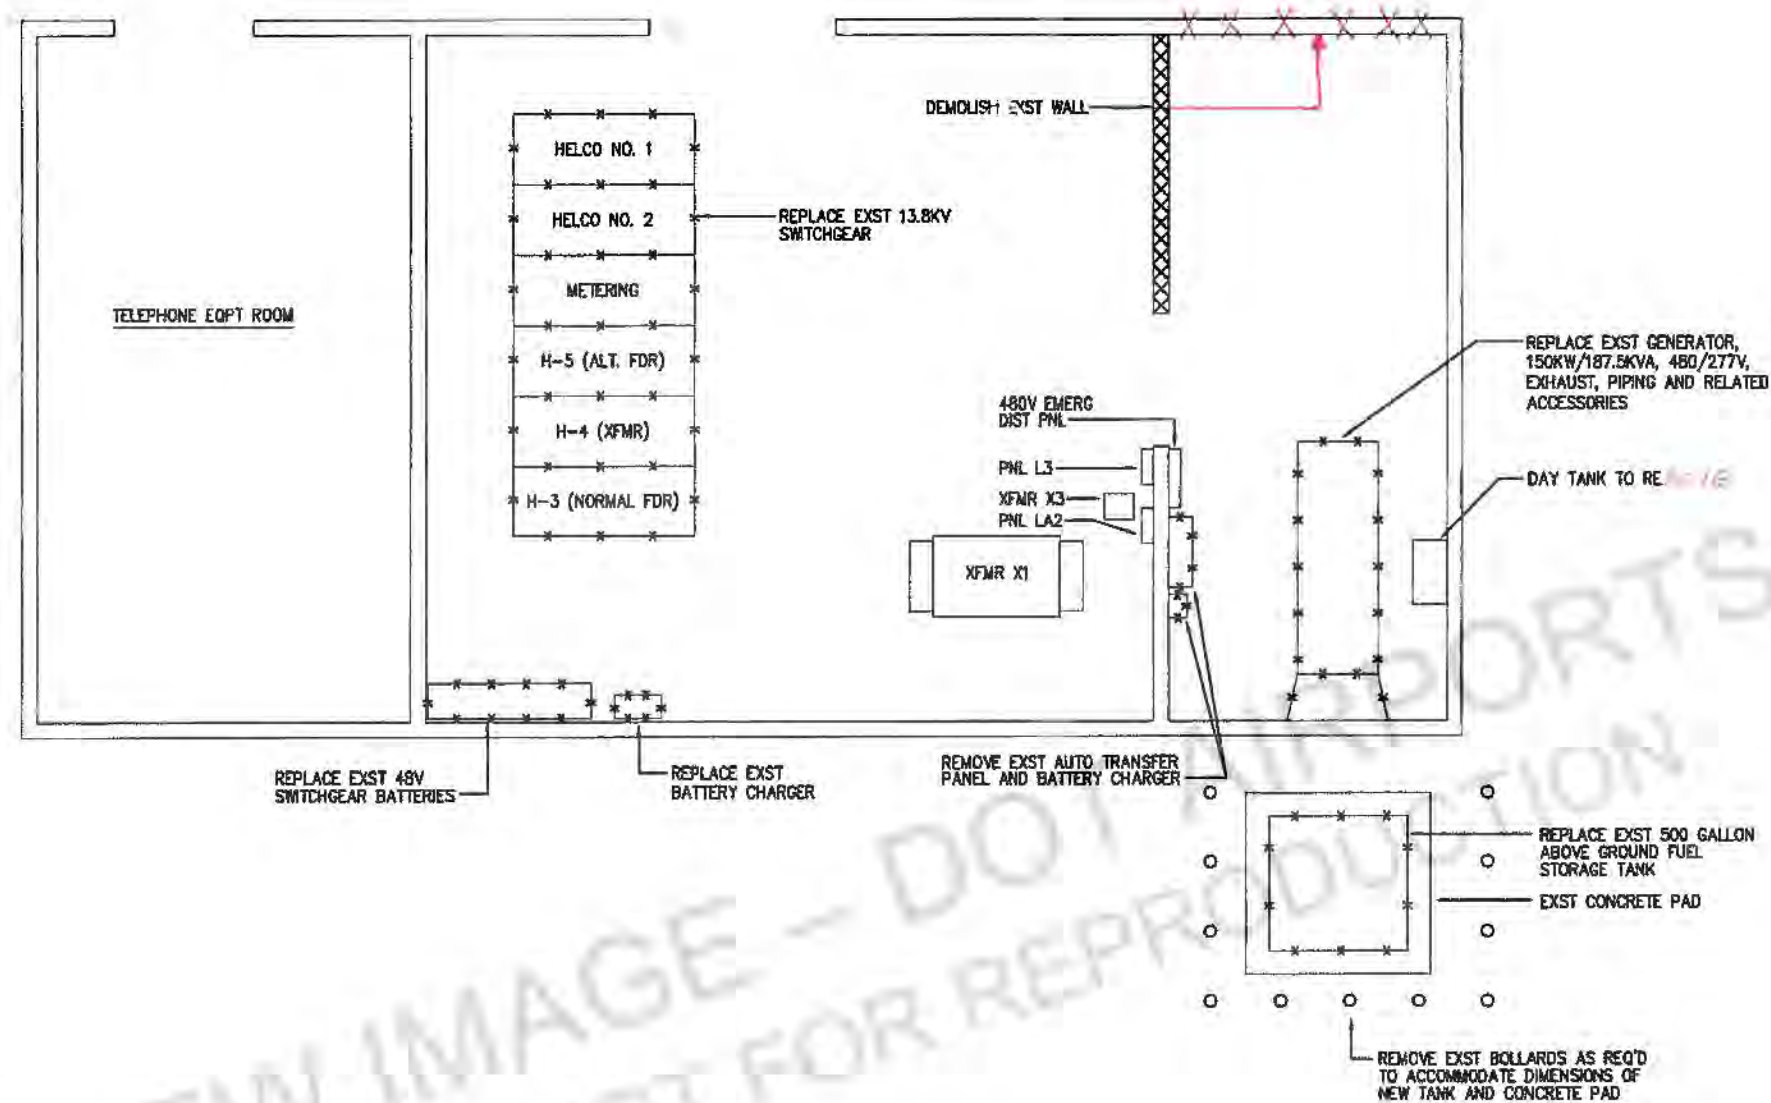 DEMOLISH EXST WALL
HELCO NO. 1
HELCO NO. 2
REPLACE EXST 13.8KV
SWITCHGEAR
METERING
TELEPHONE EQPT ROOM
H-5 (ALT. FDR)
H-4 (XFMR)
H-3 (NORMAL FDR)
REPLACE EXST GENERATOR,
150KW/187.5KVA, 480/277V,
EXHAUST, PIPING AND RELATED
ACCESSORIES
480V EMERG
DIST PNL
PNL L3
XFMR X3
PNL LA2
DAY TANK TO
XFMR X1
REPLACE EXST 48V
SWITCHGEAR BATTERIES
REPLACE EXST
BATTERY CHARGER
REMOVE EXST AUTO TRANSFER
PANEL AND BATTERY CHARGER
REPLACE EXST 500 GALLON
ABOVE GROUND FUEL
STORAGE TANK
EXST CONCRETE PAD
REMOVE EXST BOLLARDS AS REQ'D
TO ACCOMMODATE DIMENSIONS OF
NEW TANK AND CONCRETE PAD
IMAGE – DOT AIRPORTS
FOR REPRODUCTION